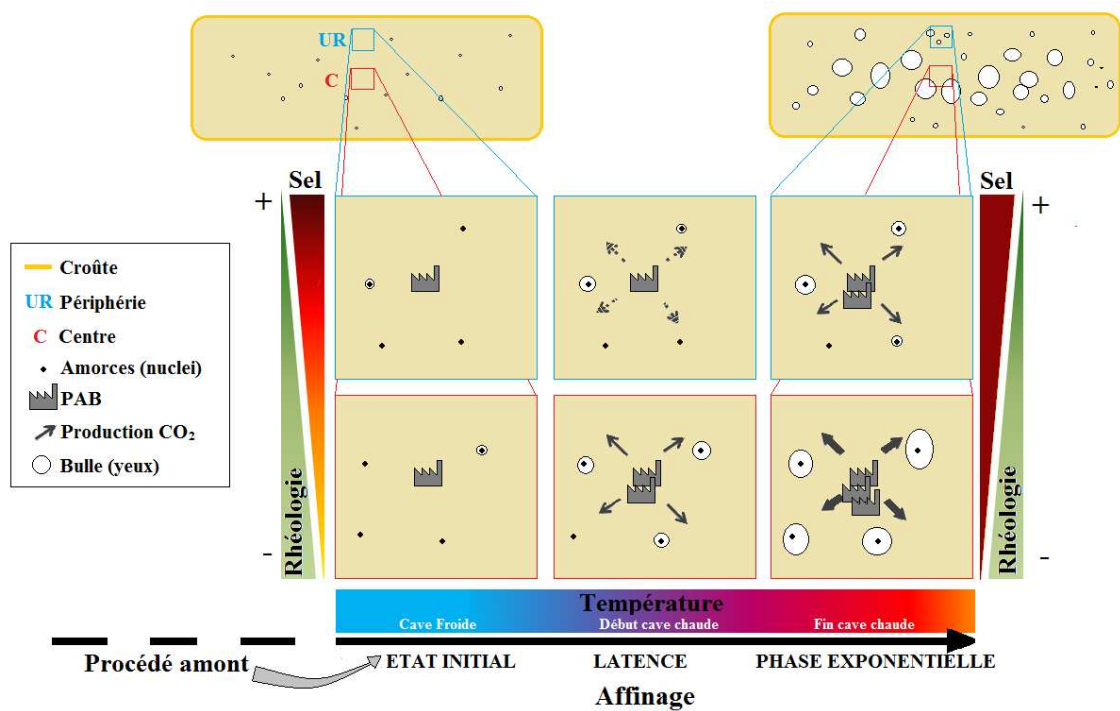 UR
C
Sel
+
Rhéologie
-
Croûte
UR Périphérie
C Centre
Amorces (nuclei)
PAB
Production CO₂
Bulle (yeux)
Sel
+
Rhéologie
-
Température
Cave Froide Début cave chaude Fin cave chaude
Procédé amont
ETAT INITIAL LATENCE PHASE EXPONENTIELLE
Affinage